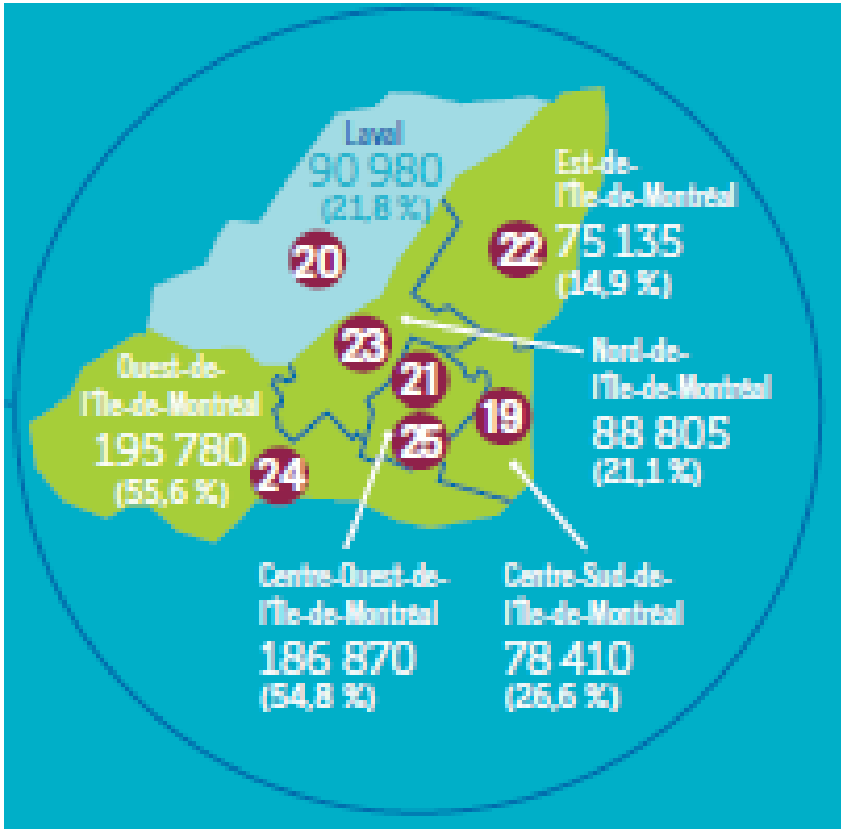 Laval
90 980
(21,8 %)
20
Est-de-
l'Île-de-Montréal
75 135
(14,9 %)
22
23
Nord-de-
l'Île-de-Montréal
88 805
(21,1 %)
21
19
25
Ouest-de-
l'Île-de-Montréal
195 780
(55,6 %)
24
Centre-Ouest-de-
l'Île-de-Montréal
186 870
(54,8 %)
Centre-Sud-de-
l'Île-de-Montréal
78 410
(26,6 %)